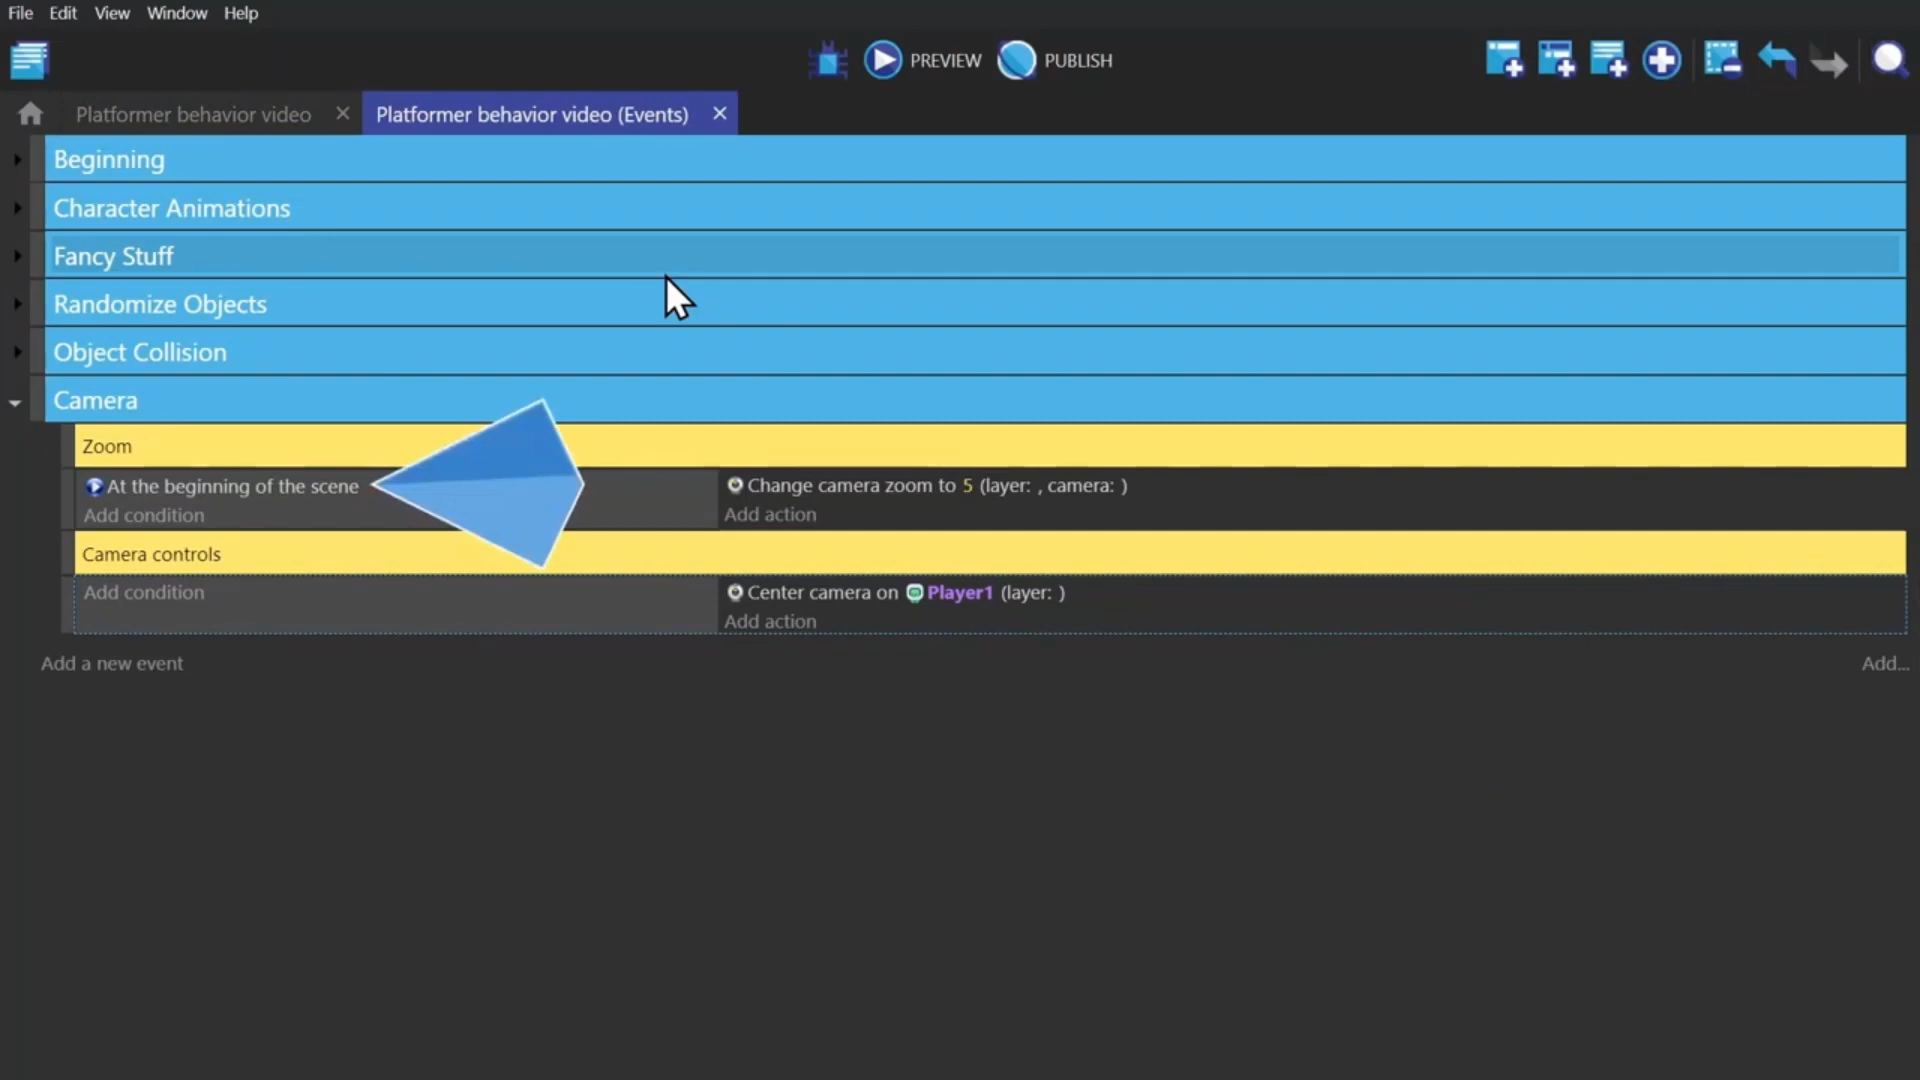 File Edit View Window Help
PREVIEW PUBLISH
Platformer behavior video Platformer behavior video (Events)
Beginning
Character Animations
Fancy Stuff
Randomize Objects
Object Collision
Camera
Zoom
At the beginning of the scene Change camera zoom to 5 (layer: , camera: )
Add condition Add action
Camera controls
Add condition Center camera on Player1 (layer: )
Add action
Add a new event Add...